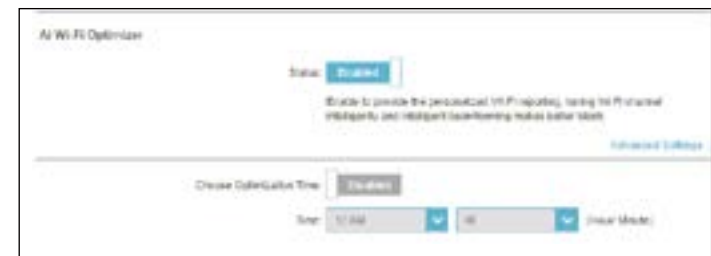 AI Wi-Fi Optimizer
Status: Enabled
Enable to provide the personalized Wi-Fi reporting, tuning Wi-Fi channel
intelligently and intelligent beamforming makes better
Advanced Settings
Choose Optimization Time: Disabled
Time:
(Hour, Minute)